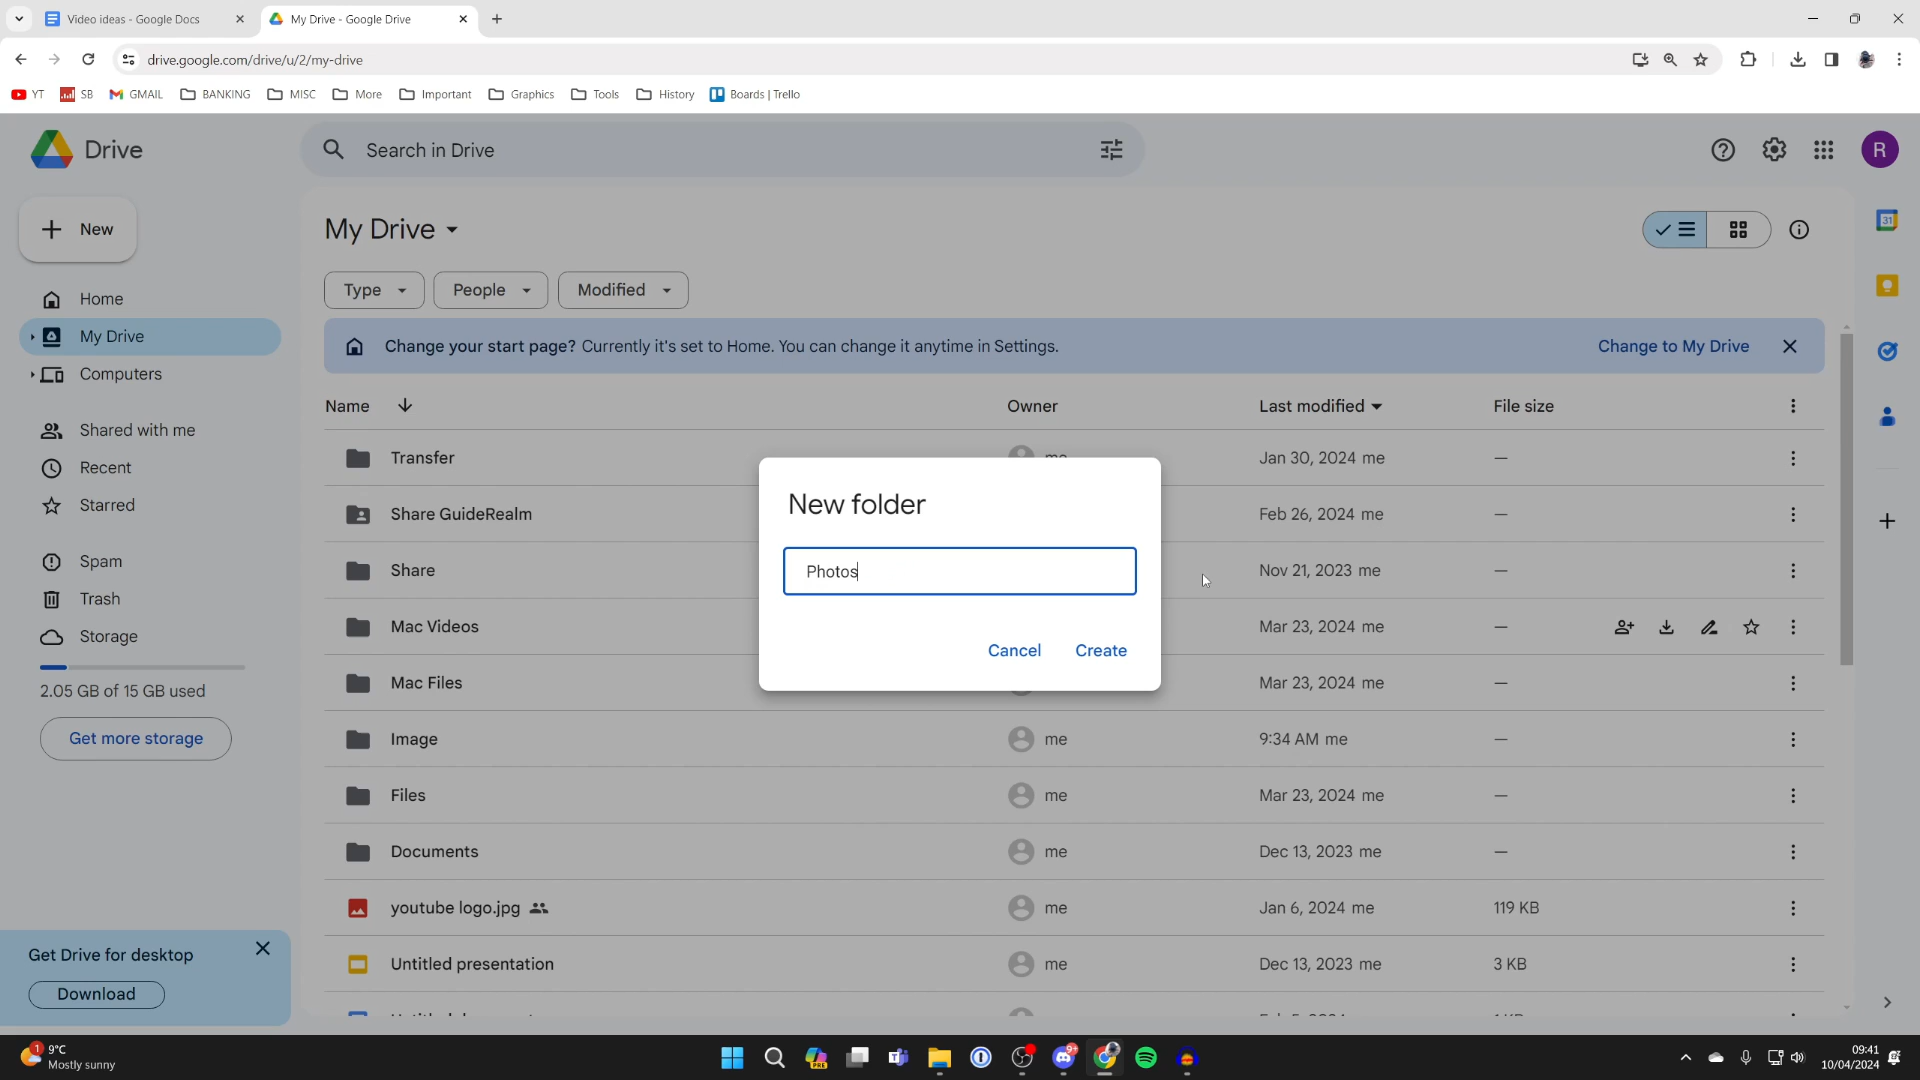 Video ideas - Google Docs
My Drive - Google Drive
drive.google.com/drive/u/2/my-drive
YT SB GMAIL BANKING MISC More Important Graphics Tools History Boards | Trello
Drive
Search in Drive
R
New
My Drive
31
Home
Type People Modified
My Drive
Change your start page? Currently it's set to Home. You can change it anytime in Settings. Change to My Drive
Computers
Name Owner Last modified File size
Shared with me
Transfer Jan 30, 2024 me —
Recent
Starred
Share GuideRealm Feb 26, 2024 me —
New folder
Spam
Share Nov 21, 2023 me —
Photos
Trash
Storage
Mac Videos Mar 23, 2024 me —
Cancel Create
2.05 GB of 15 GB used
Mac Files Mar 23, 2024 me —
Get more storage
Image me 9:34 AM me —
Files me Mar 23, 2024 me —
Documents me Dec 13, 2023 me —
youtube logo.jpg me Jan 6, 2024 me 119 KB
Get Drive for desktop
Untitled presentation me Dec 13, 2023 me 3 KB
Download
1
9°C
Mostly sunny
PRE
9+
09:41
10/04/2024